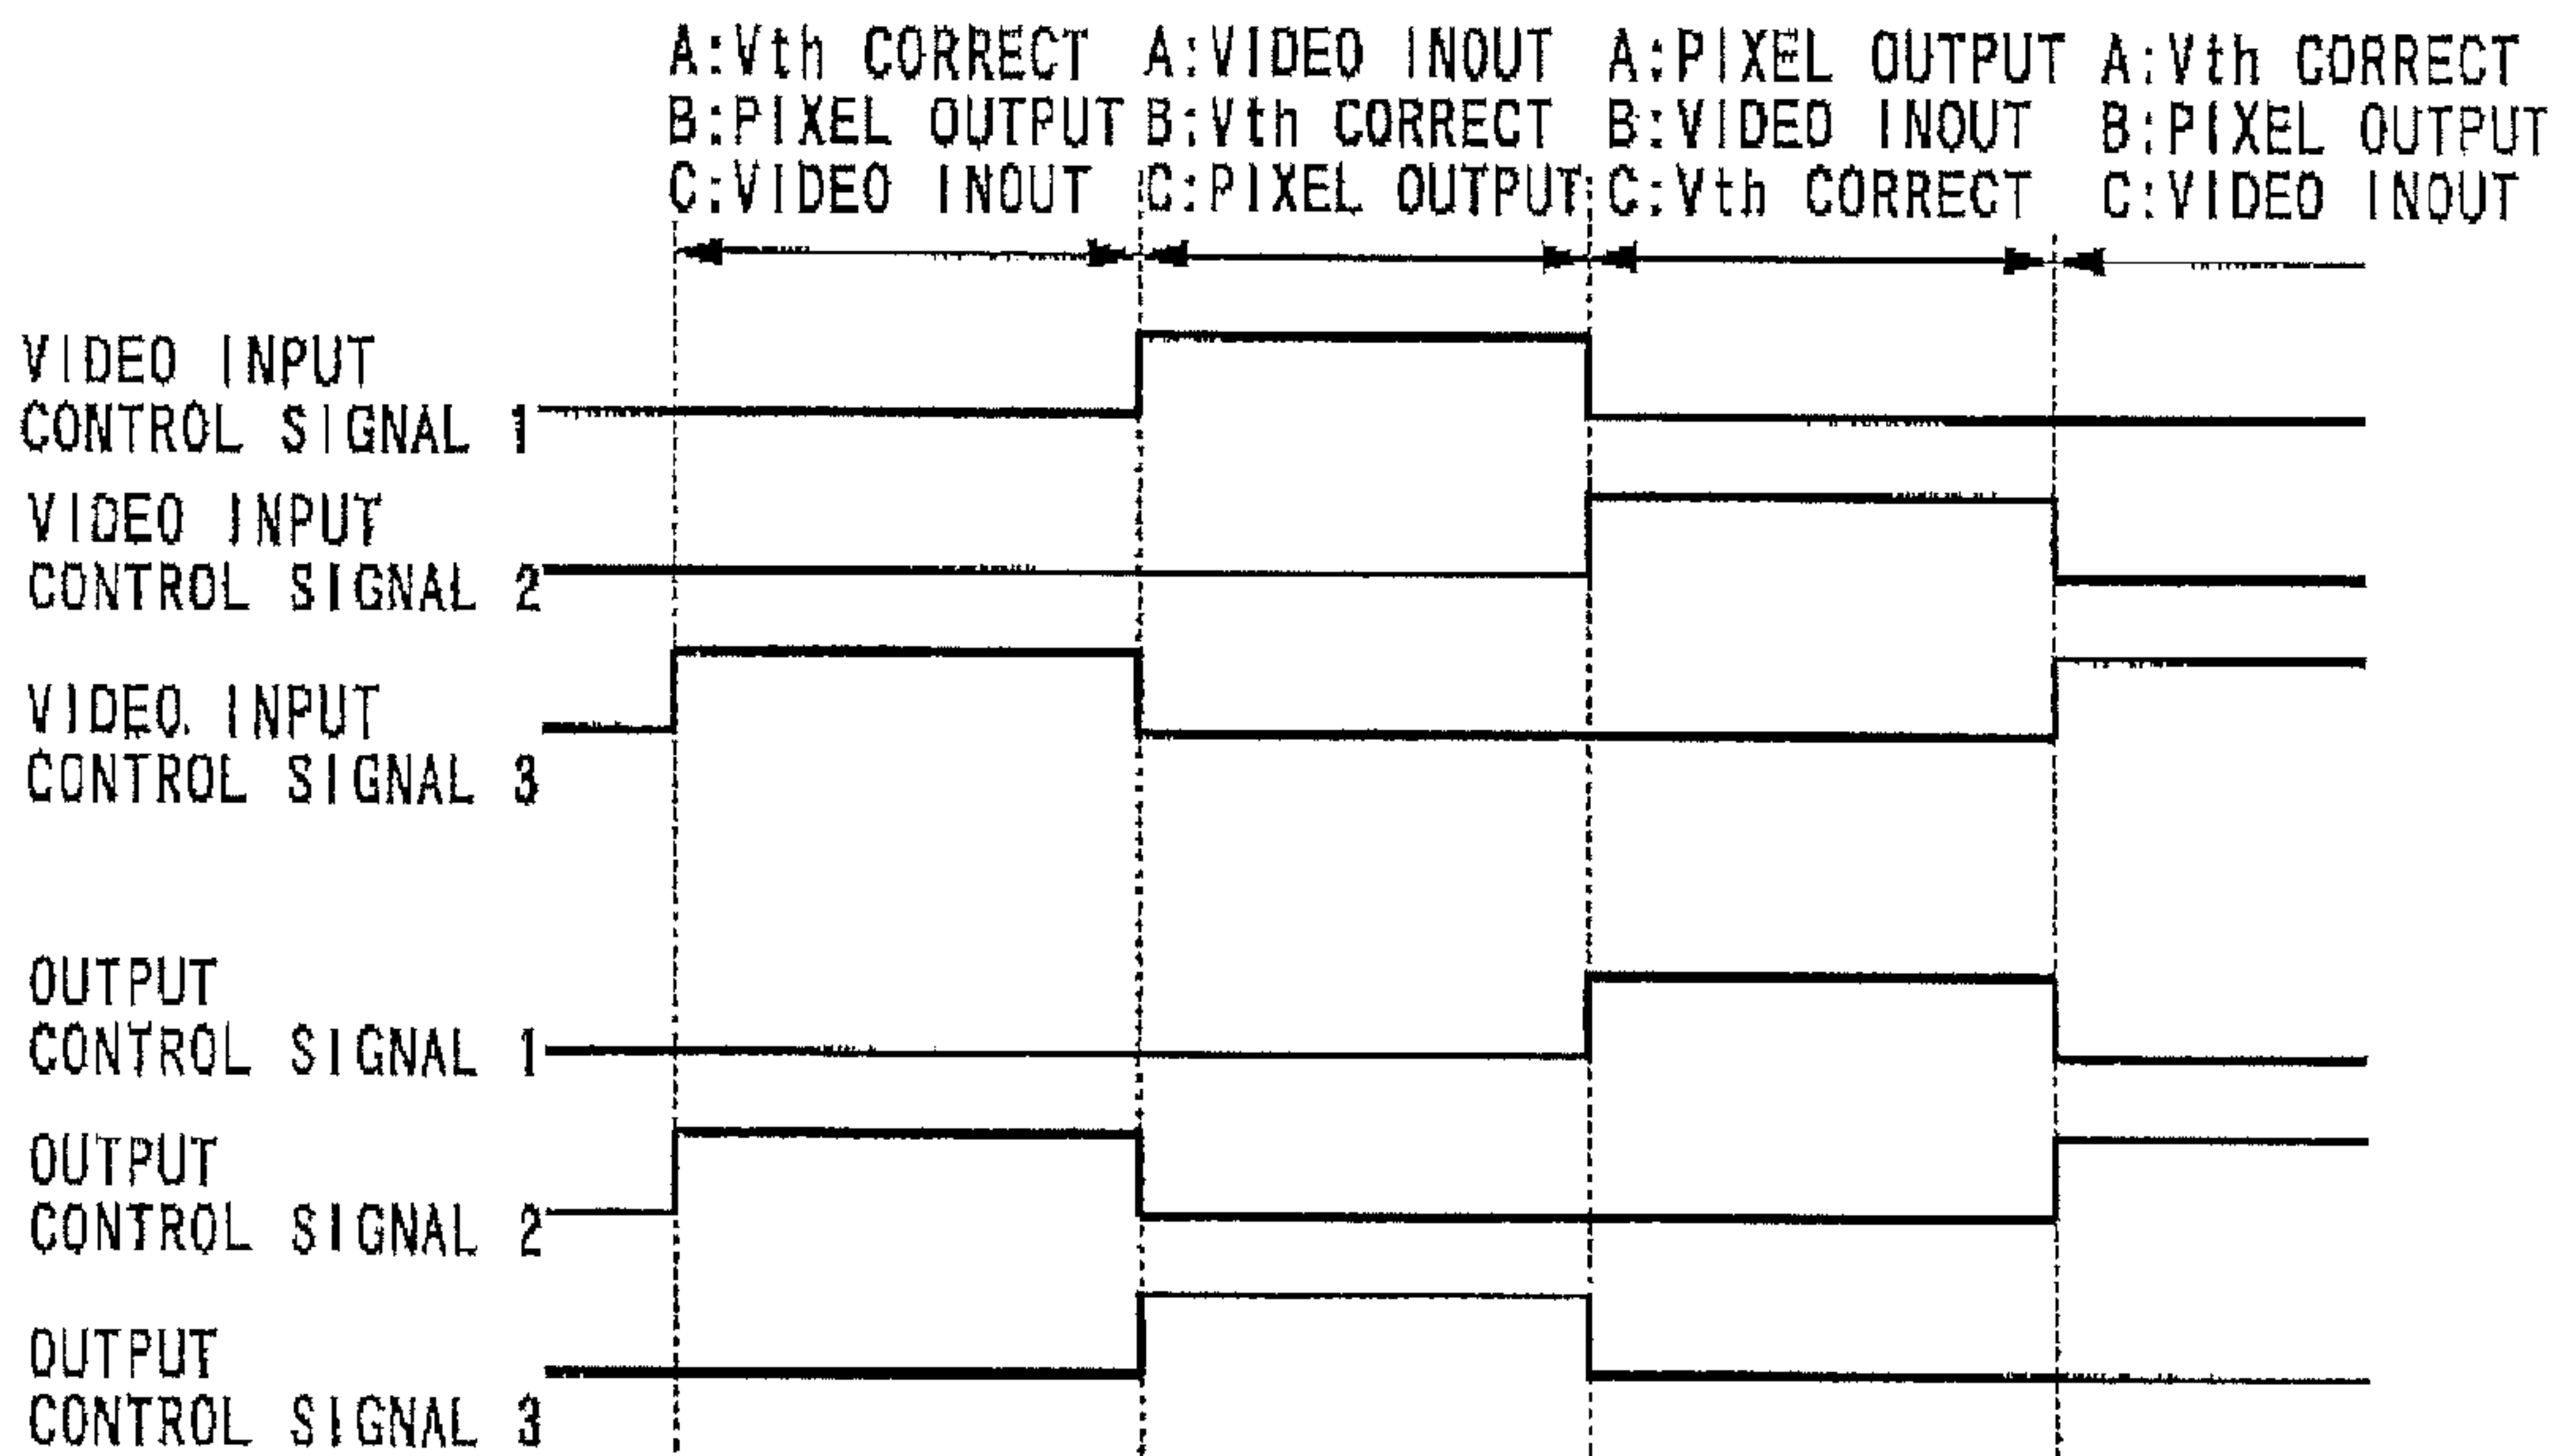 A:Vth CORRECT
B:PIXEL OUTPUT
C:VIDEO INOUT
A:VIDEO INOUT
B:Vth CORRECT
C:PIXEL OUTPUT
A:PIXEL OUTPUT
B:VIDEO INOUT
C:Vth CORRECT
A:Vth CORRECT
B:PIXEL OUTPUT
C:VIDEO INOUT
VIDEO INPUT
CONTROL SIGNAL 1
VIDEO INPUT
CONTROL SIGNAL 2
VIDEO INPUT
CONTROL SIGNAL 3
OUTPUT
CONTROL SIGNAL 1
OUTPUT
CONTROL SIGNAL 2
OUTPUT
CONTROL SIGNAL 3